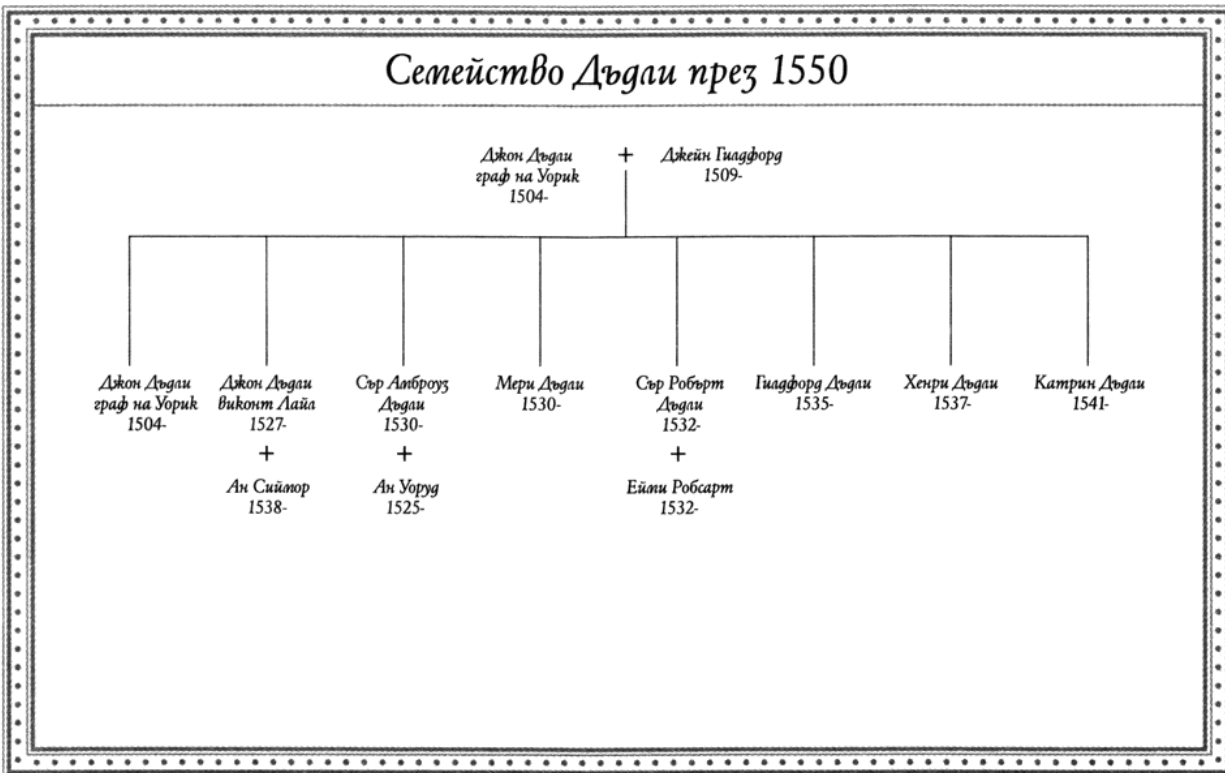 Семейство Дъдли през 1550
Джон Дъдли + Джейн Гилдфорд
граф на Уорик 1509-
1504-
Джон Дъдли
граф на Уорик
1504-
Джон Дъдли
виконт Лайл
1527-
+
Ан Сиймор
1538-
Сър Амброуз
Дъдли
1530-
+
Ан Уоруд
1525-
Мери Дъдли
1530-
Сър Робърт
Дъдли
1532-
+
Ейми Робсарт
1532-
Гилдфорд Дъдли
1535-
Хенри Дъдли
1537-
Катрин Дъдли
1541-